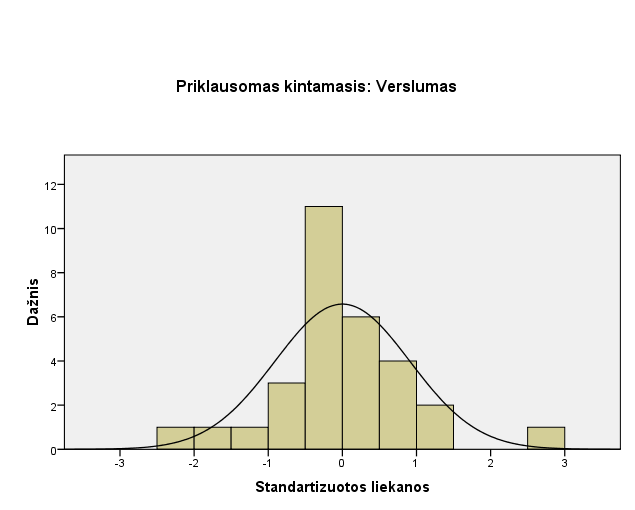 Priklausomas kintamasis: Verslumas
12
10
8
6
4
2
0
Dažnis
-3 -2 -1 0 1 2 3
Standartizuotos liekanos